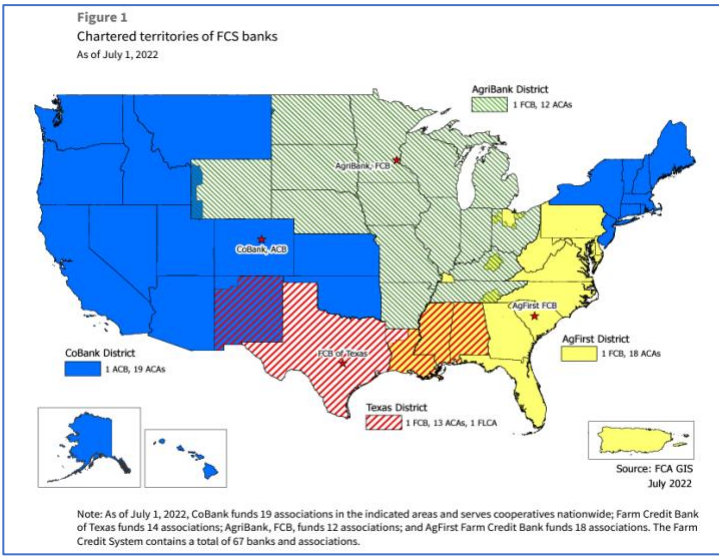 Figure 1
Chartered territories of FCS banks
As of July 1, 2022
AgriBank District
1 FCB, 12 ACAs
AgriBank, FCB
CoBank, ACB
AgFirst FCB
FCB of Texas
CoBank District
1 ACB, 19 ACAs
AgFirst District
1 FCB, 18 ACAs
Texas District
1 FCB, 13 ACAs, 1 FLCA
Source: FCA GIS
July 2022
Note: As of July 1, 2022, CoBank funds 19 associations in the indicated areas and serves cooperatives nationwide; Farm Credit Bank
of Texas funds 14 associations; AgriBank, FCB, funds 12 associations; and AgFirst Farm Credit Bank funds 18 associations. The Farm
Credit System contains a total of 67 banks and associations.